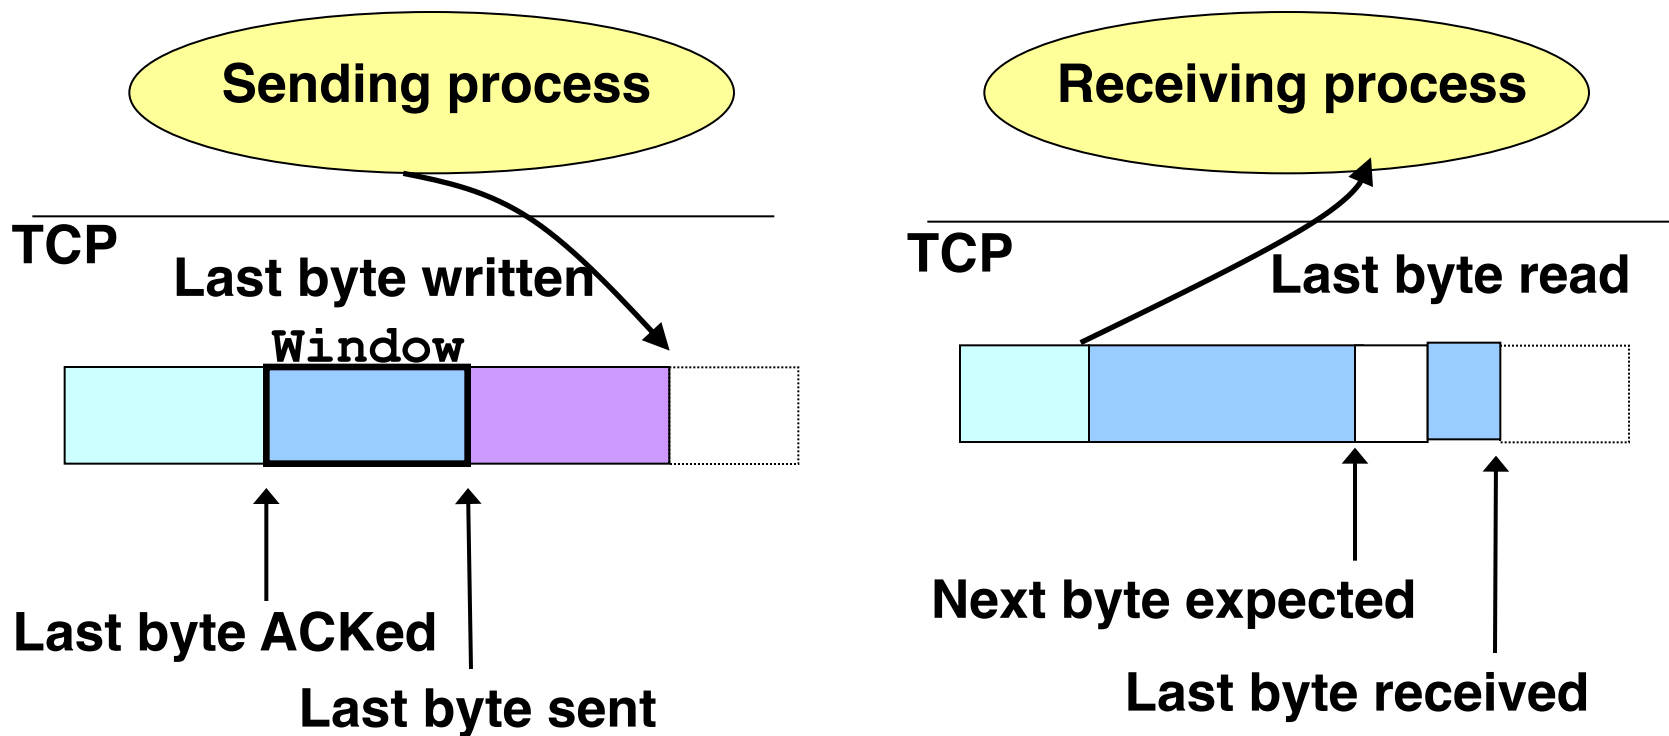 Sending process
Receiving process
TCP
TCP
Last byte written
Last byte read
Window
Next byte expected
Last byte ACKed
Last byte received
Last byte sent